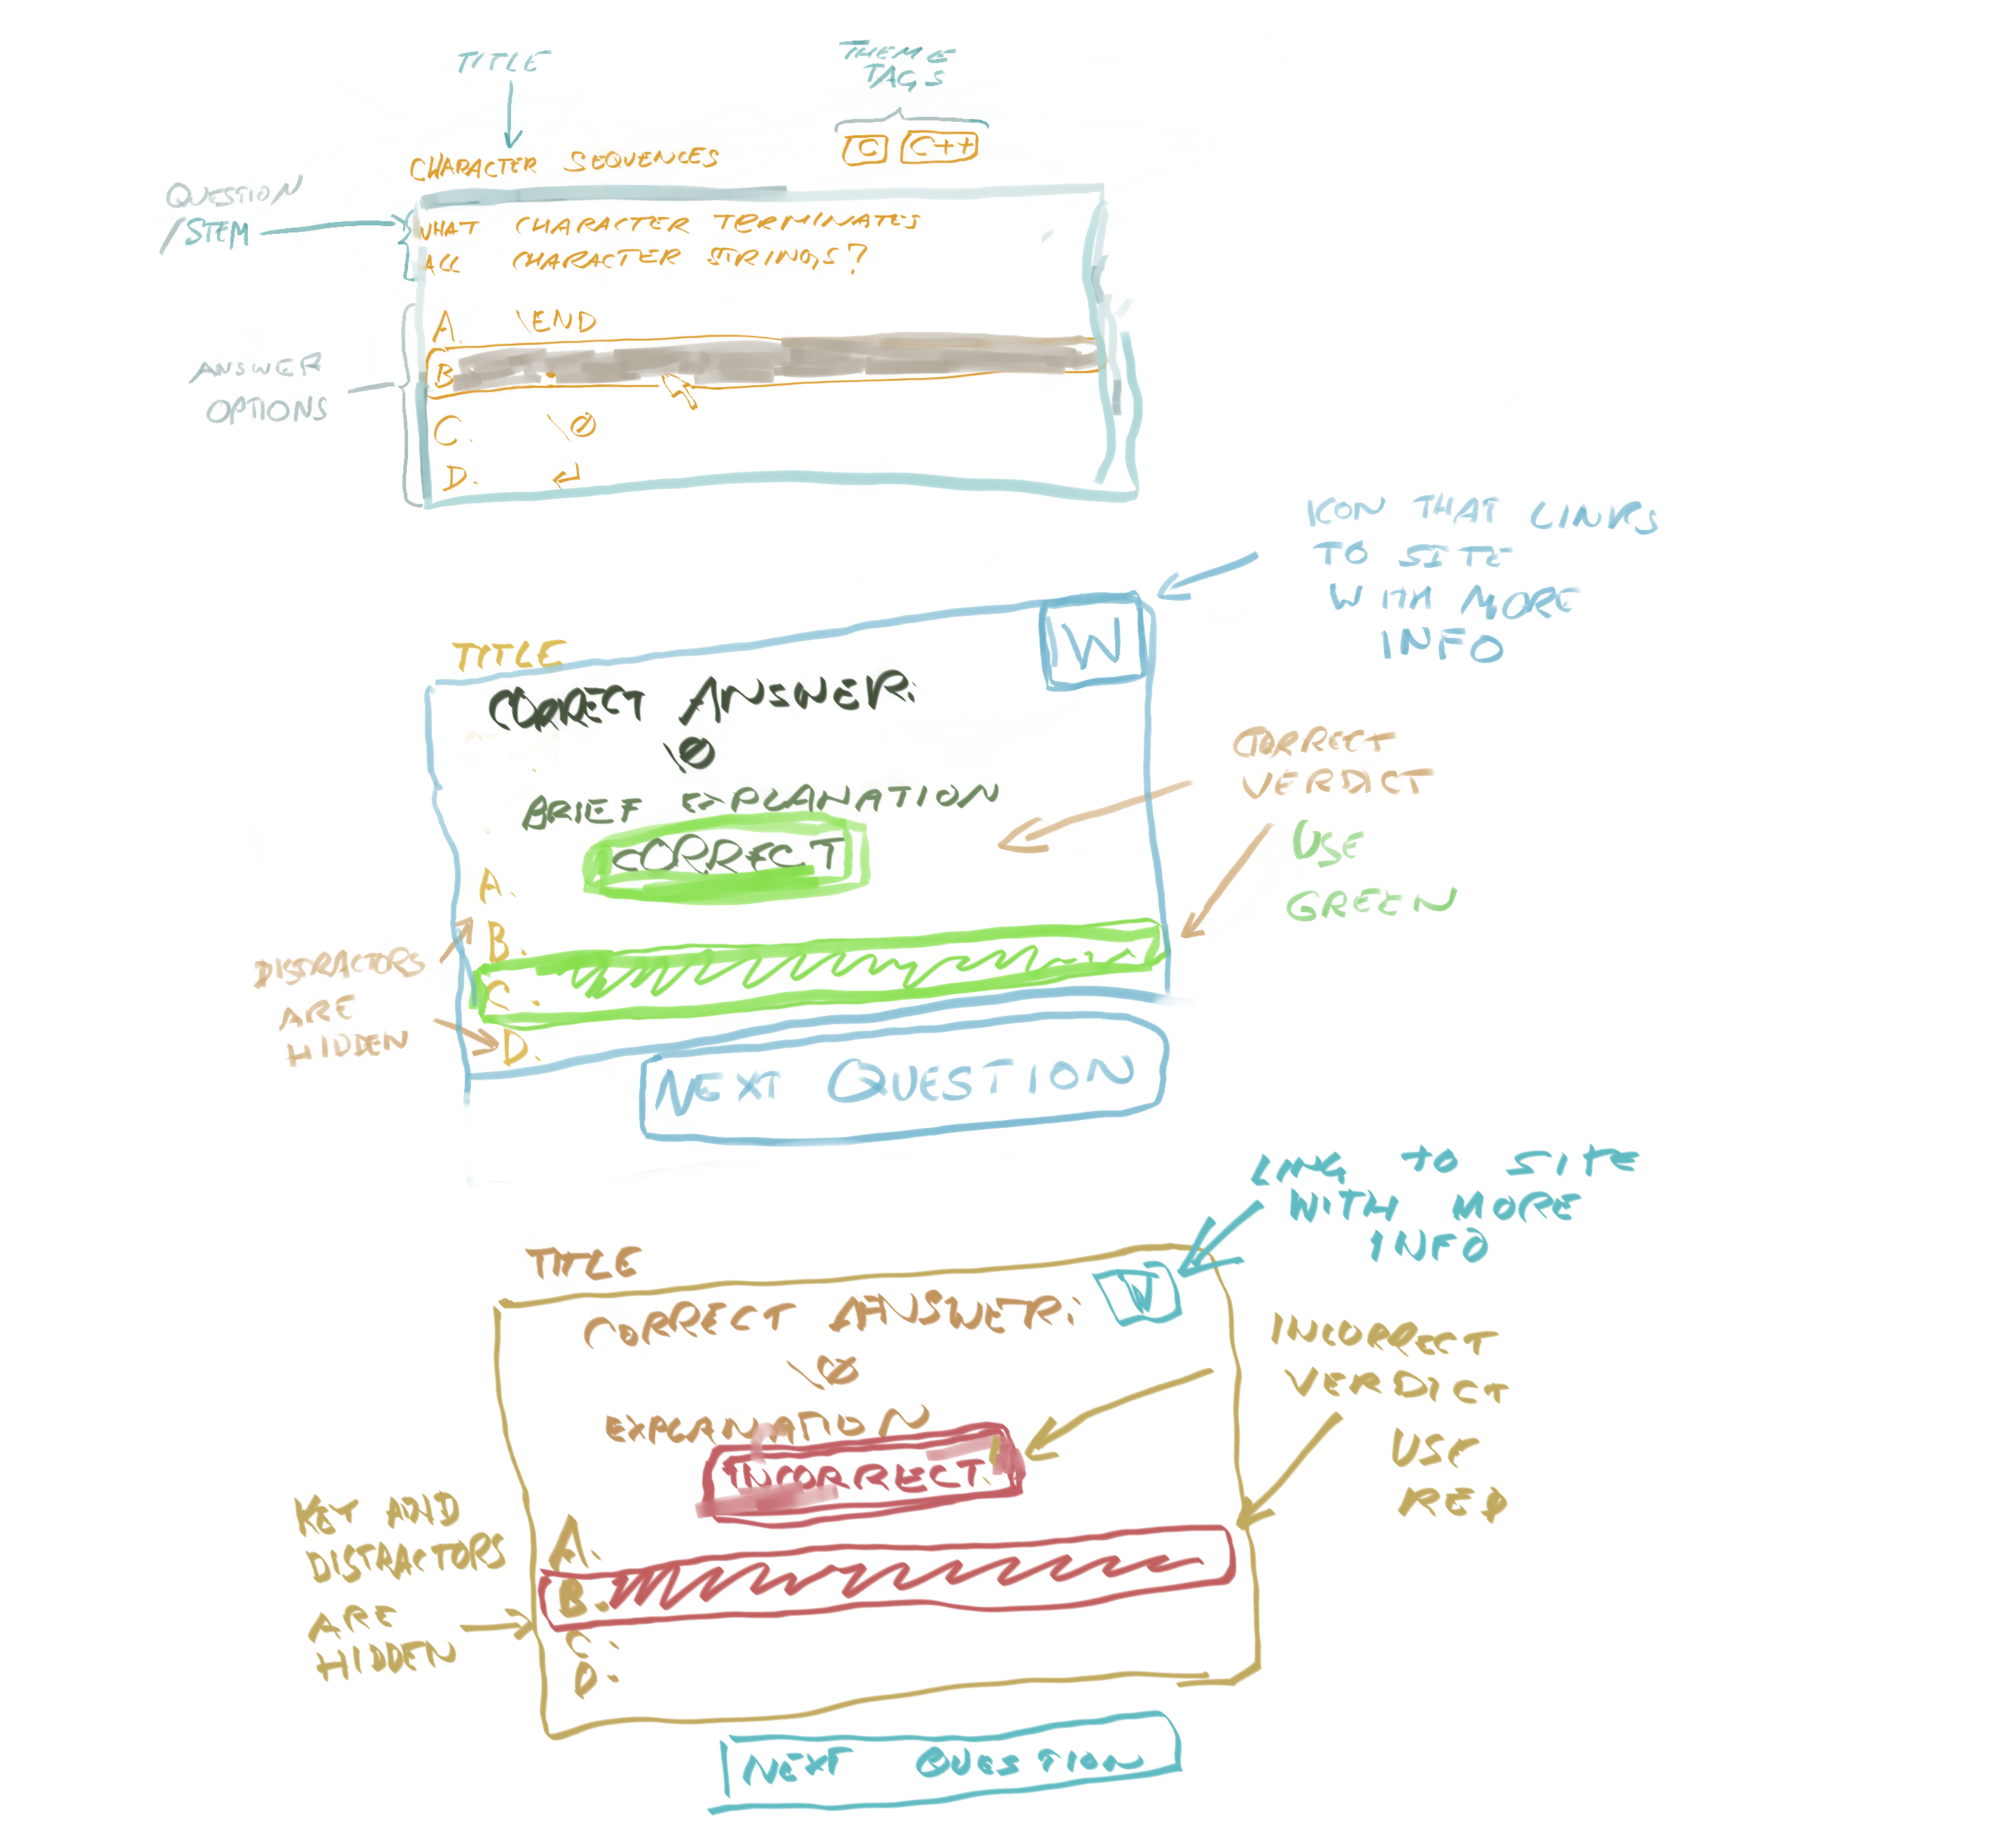 TITLE
THEME
TAGS
CHARACTER SEQUENCES
C C++
QUESTION
/STEM
WHAT CHARACTER TERMINATES
ALL CHARACTER STRINGS?
ANSWER
OPTIONS
A. \END
B
C. \0
D. ↵
ICON THAT LINKS
TO SITE
WITH MORE
INFO
TITLE
W
CORRECT ANSWER:
\0
BRIEF EXPLANATION
CORRECT
CORRECT
VERDICT
USE
GREEN
A.
B.
C.
D.
DISTRACTORS
ARE
HIDDEN
NEXT QUESTION
LINK TO SITE
WITH MORE
INFO
TITLE
W
CORRECT ANSWER:
\0
EXPLANATION
INCORRECT
INCORRECT
VERDICT
USE
RED
KEY AND
DISTRACTORS
ARE
HIDDEN
A.
B.
C.
D.
NEXT QUESTION